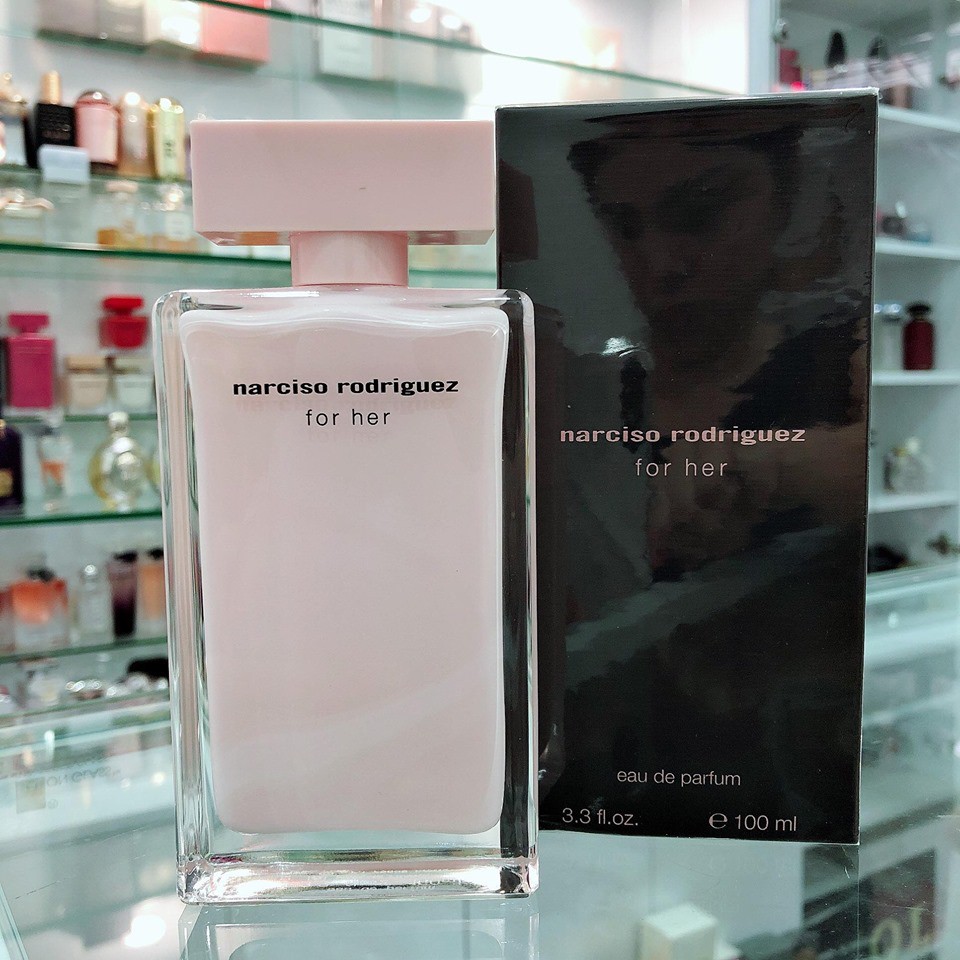 narciso rodriguez
for her
narciso rodriguez
for her
eau de parfum
3.3 fl.oz. ℮ 100 ml